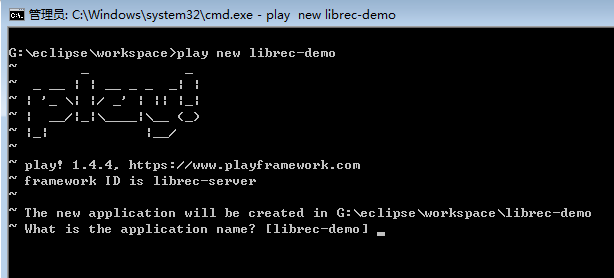 管理员: C:\Windows\system32\cmd.exe - play  new librec-demo
G:\eclipse\workspace>play new librec-demo
~        _            _
~  _ __ | | __ _ _  _| |
~ | '_ \| |/ _' | || |_|
~ |  __/|_|\____|\__ (_)
~ |_|            |__/
~
~ play! 1.4.4, https://www.playframework.com
~ framework ID is librec-server
~
~ The new application will be created in G:\eclipse\workspace\librec-demo
~ What is the application name? [librec-demo] _